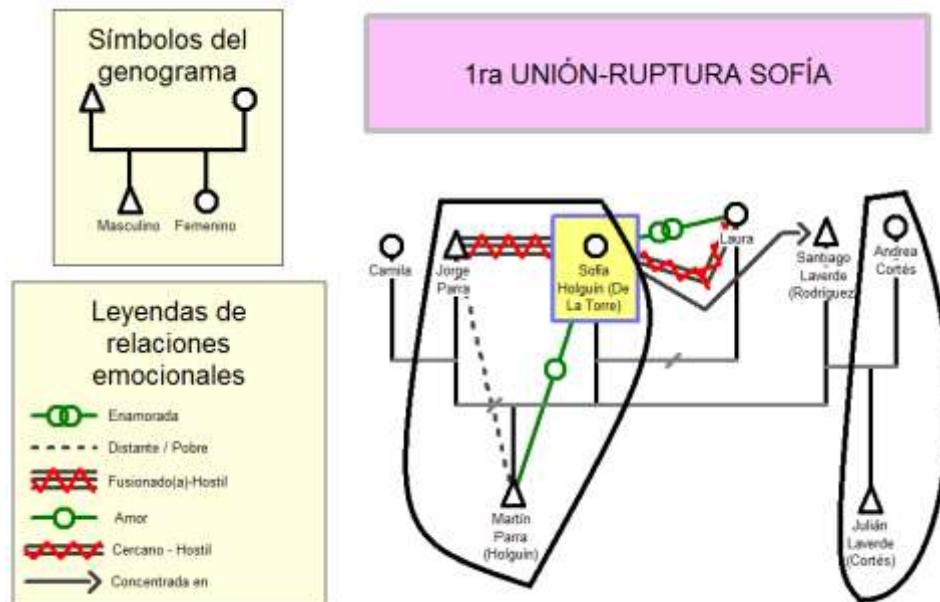 Símbolos del
genograma
Masculino
Femenino
1ra UNIÓN-RUPTURA SOFÍA
Leyendas de
relaciones
emocionales
Enamorada
Distante / Pobre
Fusionado(a)-Hostil
Amor
Cercano - Hostil
Concentrada en
Camila
Jorge
Parra
Sofía
Holguín (De
La Torre)
Laura
Santiago
Laverde
(Rodríguez)
Andrea
Cortés
Martín
Parra
(Holguín)
Julián
Laverde
(Cortés)